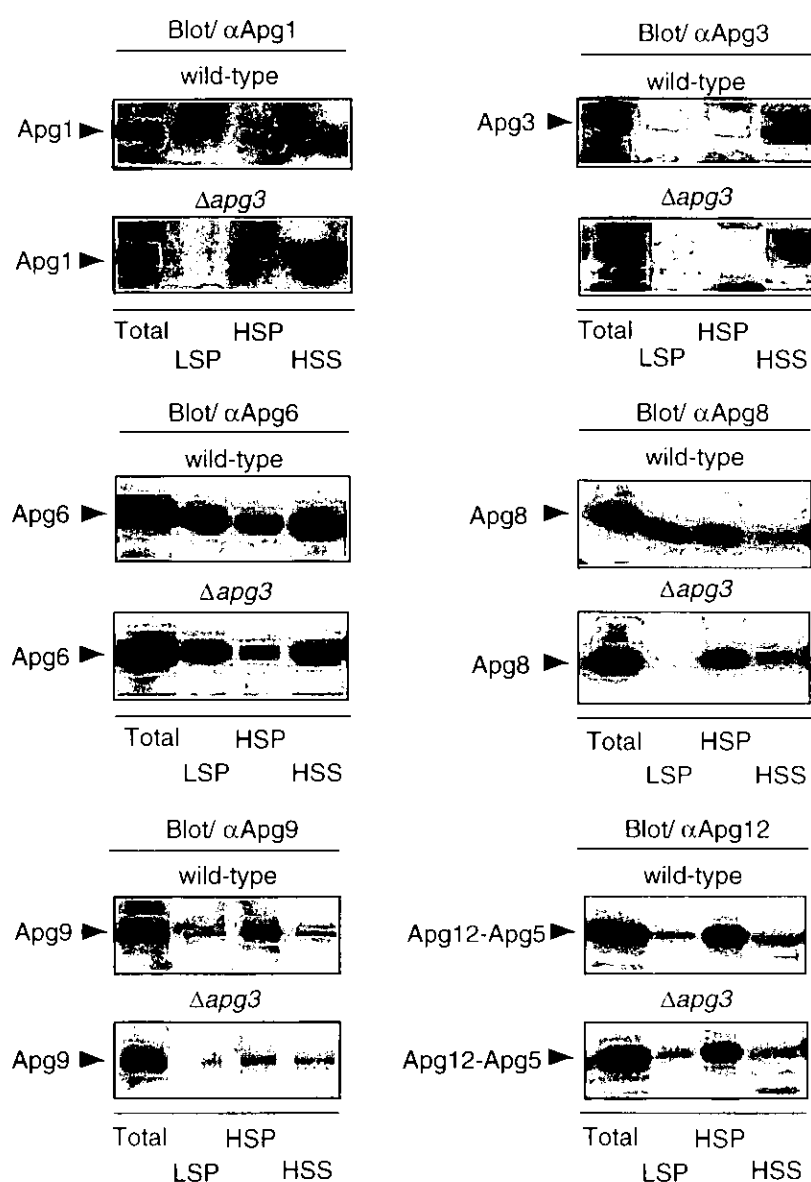 Blot/ αApg1
wild-type
Apg1
Δapg3
Apg1
Total HSP
LSP HSS
Blot/ αApg3
wild-type
Apg3
Δapg3
Total HSP
LSP HSS
Blot/ αApg6
wild-type
Apg6
Δapg3
Apg6
Total HSP
LSP HSS
Blot/ αApg8
wild-type
Apg8
Δapg3
Apg8
Total HSP
LSP HSS
Blot/ αApg9
wild-type
Apg9
Δapg3
Apg9
Total HSP
LSP HSS
Blot/ αApg12
wild-type
Apg12-Apg5
Δapg3
Apg12-Apg5
Total HSP
LSP HSS